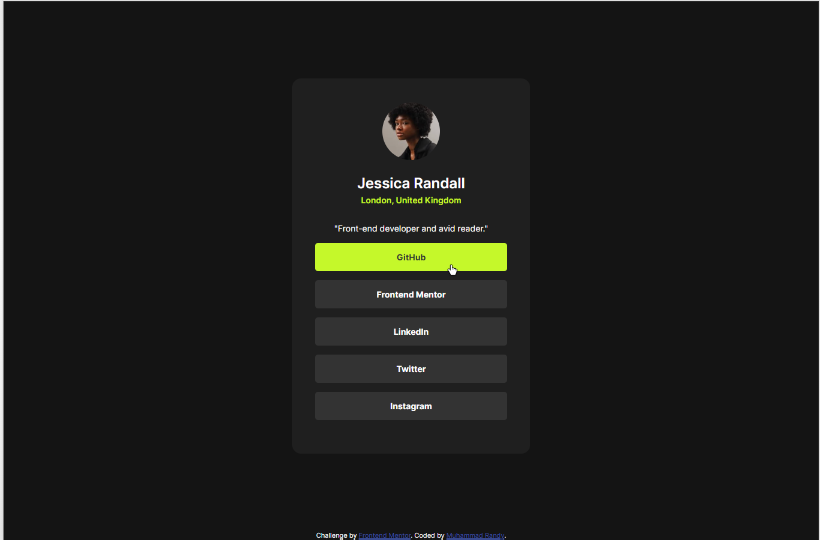 Jessica Randall
London, United Kingdom
"Front-end developer and avid reader."
GitHub
Frontend Mentor
LinkedIn
Twitter
Instagram
Challenge by Frontend Mentor. Coded by Muhammad Randy.